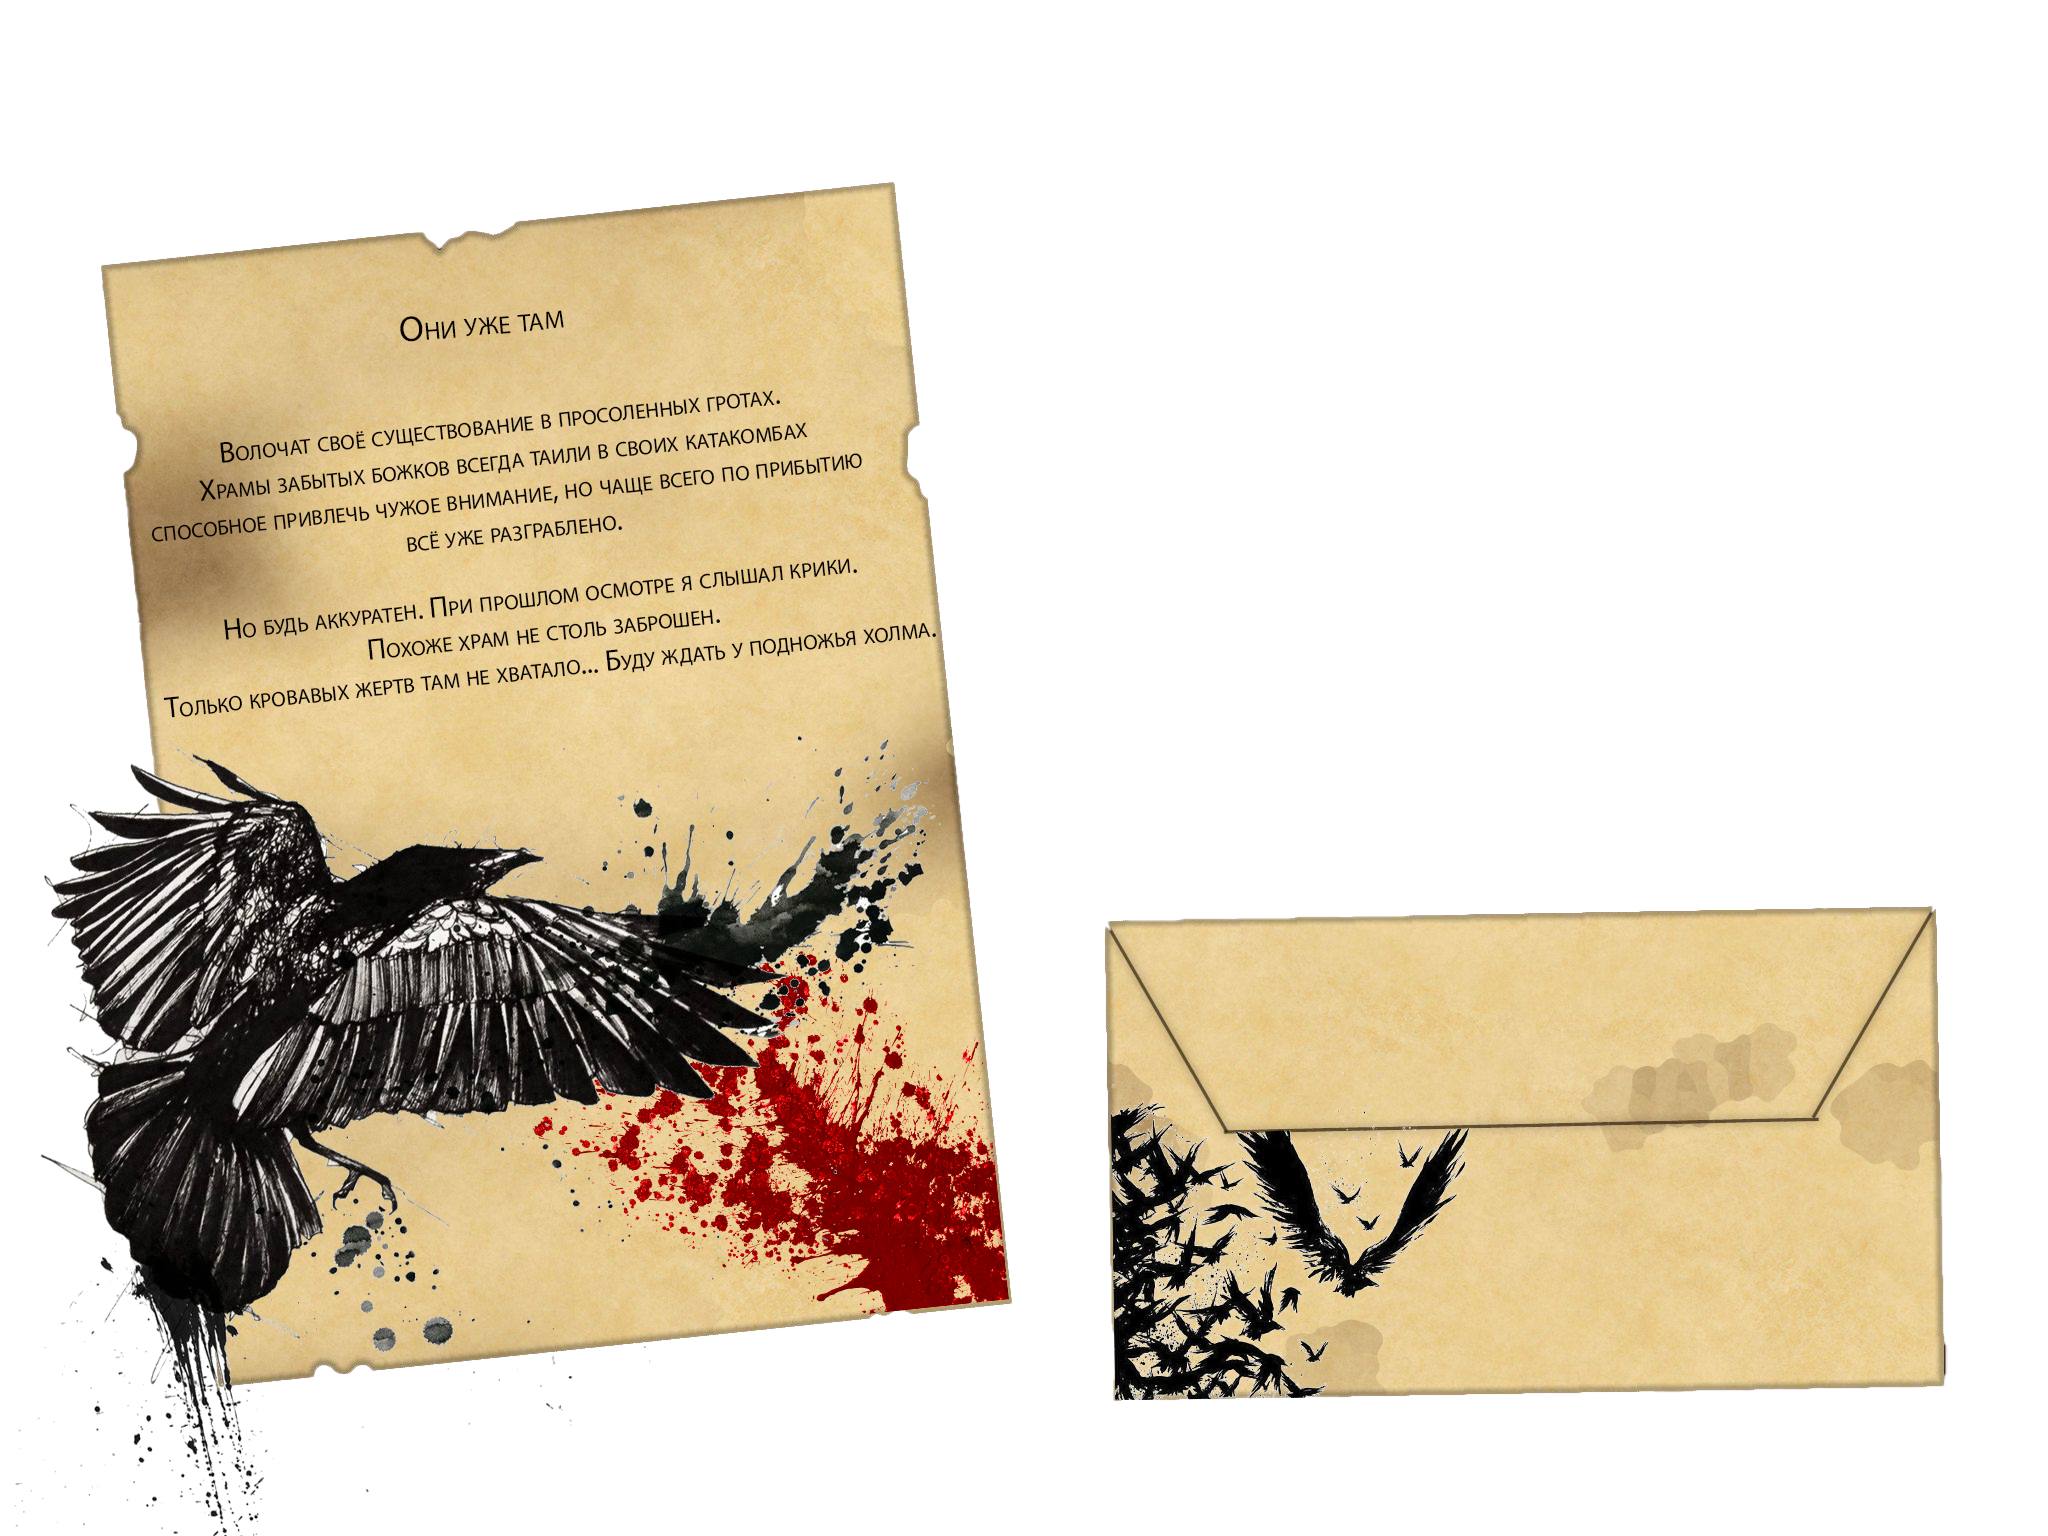 Они уже там
Волочат своё существование в просоленных гротах.
Храмы забытых божков всегда таили в своих катакомбах
способное привлечь чужое внимание, но чаще всего по прибытию
всё уже разграблено.
Но будь аккуратен. При прошлом осмотре я слышал крики.
Похоже храм не столь заброшен.
Только кровавых жертв там не хватало... Буду ждать у подножья холма.